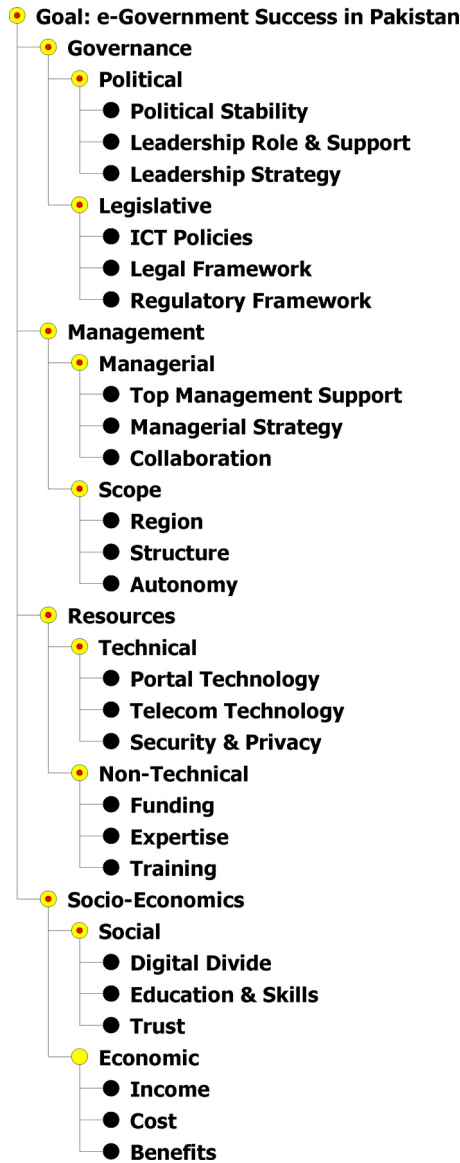 Goal: e-Government Success in Pakistan
Governance
Political
Political Stability
Leadership Role & Support
Leadership Strategy
Legislative
ICT Policies
Legal Framework
Regulatory Framework
Management
Managerial
Top Management Support
Managerial Strategy
Collaboration
Scope
Region
Structure
Autonomy
Resources
Technical
Portal Technology
Telecom Technology
Security & Privacy
Non-Technical
Funding
Expertise
Training
Socio-Economics
Social
Digital Divide
Education & Skills
Trust
Economic
Income
Cost
Benefits